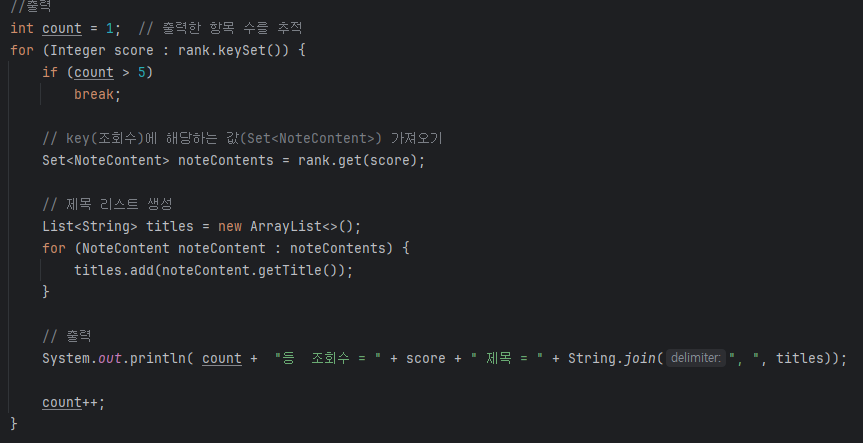 //출력
int count = 1;  // 출력한 항목 수를 추적
for (Integer score : rank.keySet()) {
if (count > 5)
break;
// key(조회수)에 해당하는 값(Set<NoteContent>) 가져오기
Set<NoteContent> noteContents = rank.get(score);
// 제목 리스트 생성
List<String> titles = new ArrayList<>();
for (NoteContent noteContent : noteContents) {
titles.add(noteContent.getTitle());
}
// 출력
System.out.println( count +  "등  조회수 = " + score + " 제목 = " + String.join( delimiter: ", ", titles));
count++;
}